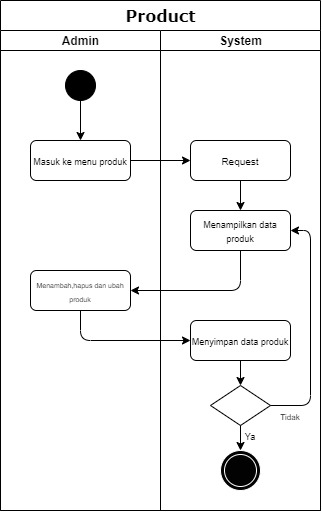 Product
Admin
System
Masuk ke menu produk
Request
Menampilkan data
produk
Menambah,hapus dan ubah
produk
Menyimpan data produk
Tidak
Ya